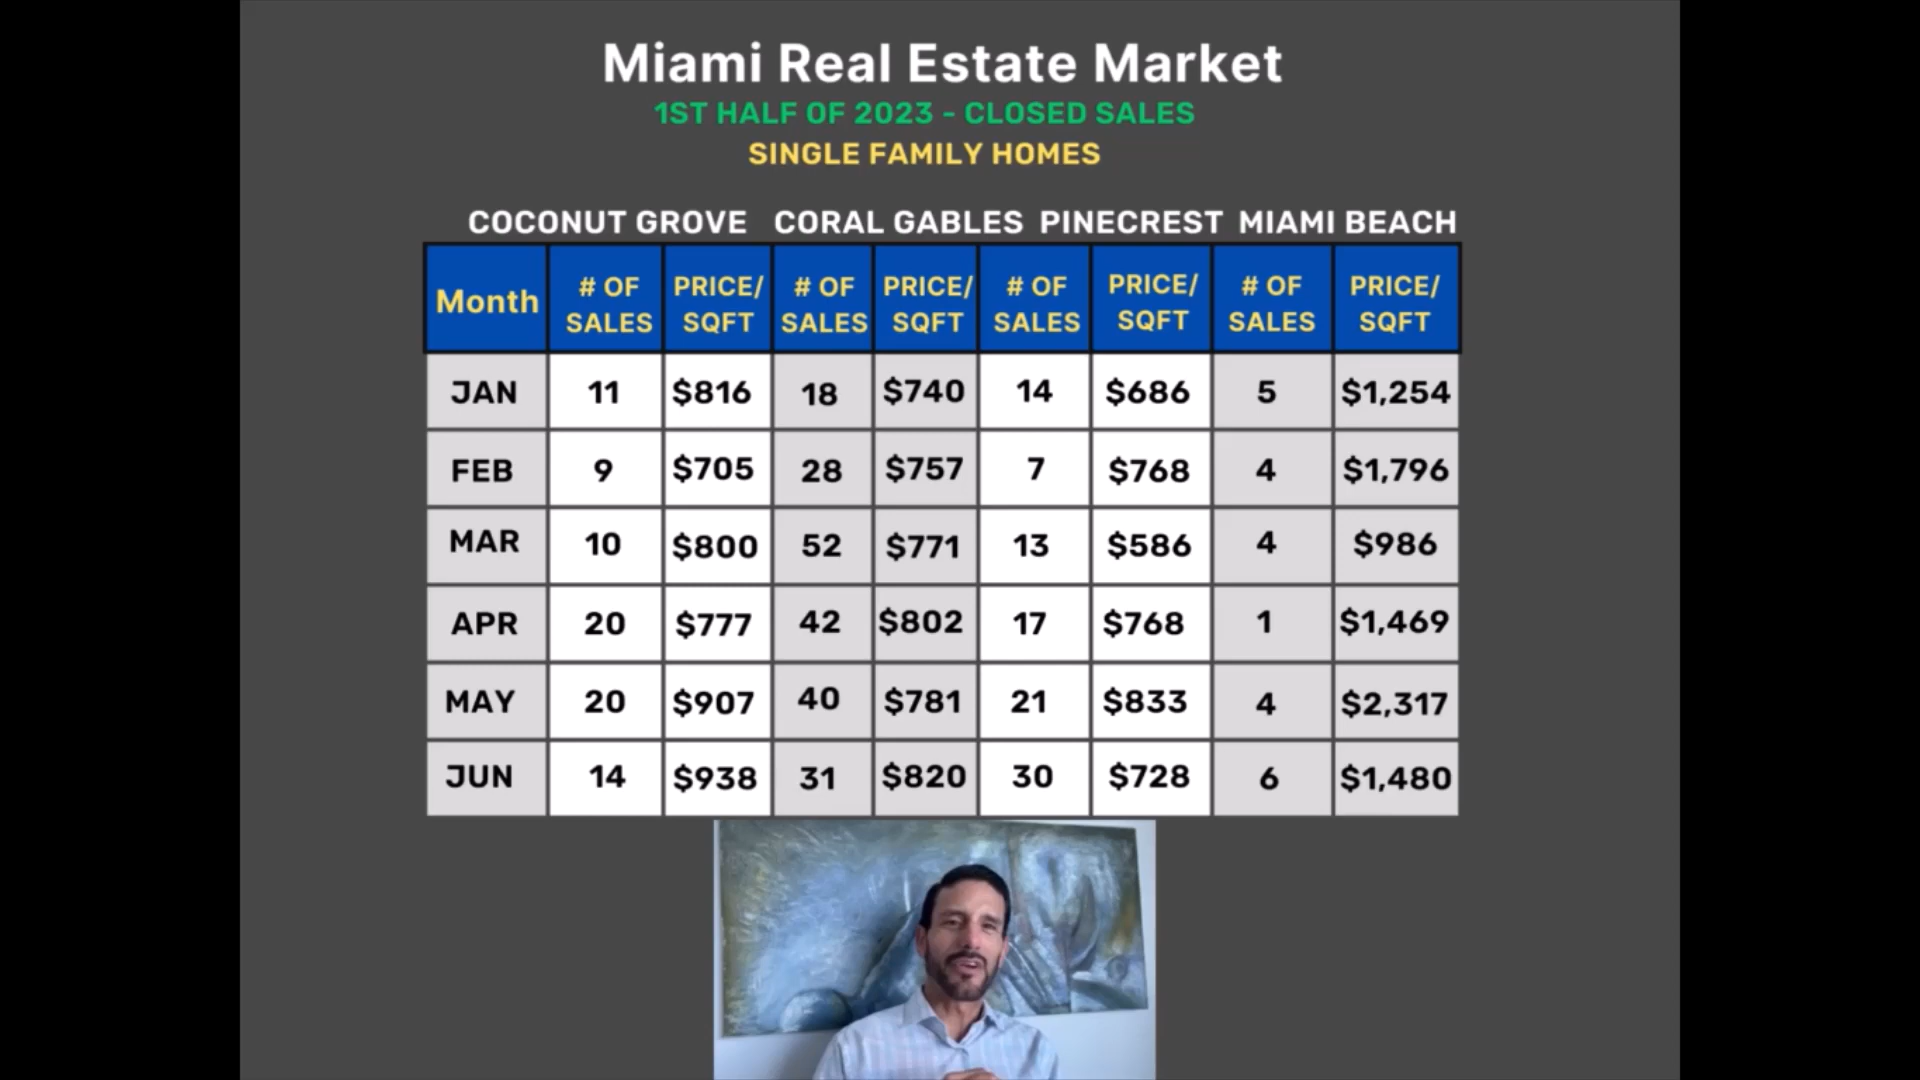 Miami Real Estate Market
1ST HALF OF 2023 - CLOSED SALES
SINGLE FAMILY HOMES
COCONUT GROVE CORAL GABLES PINECREST MIAMI BEACH
Month # OF SALES PRICE/ SQFT # OF SALES PRICE/ SQFT # OF SALES PRICE/ SQFT # OF SALES PRICE/ SQFT
JAN 11 $816 18 $740 14 $686 5 $1,254
FEB 9 $705 28 $757 7 $768 4 $1,796
MAR 10 $800 52 $771 13 $586 4 $986
APR 20 $777 42 $802 17 $768 1 $1,469
MAY 20 $907 40 $781 21 $833 4 $2,317
JUN 14 $938 31 $820 30 $728 6 $1,480